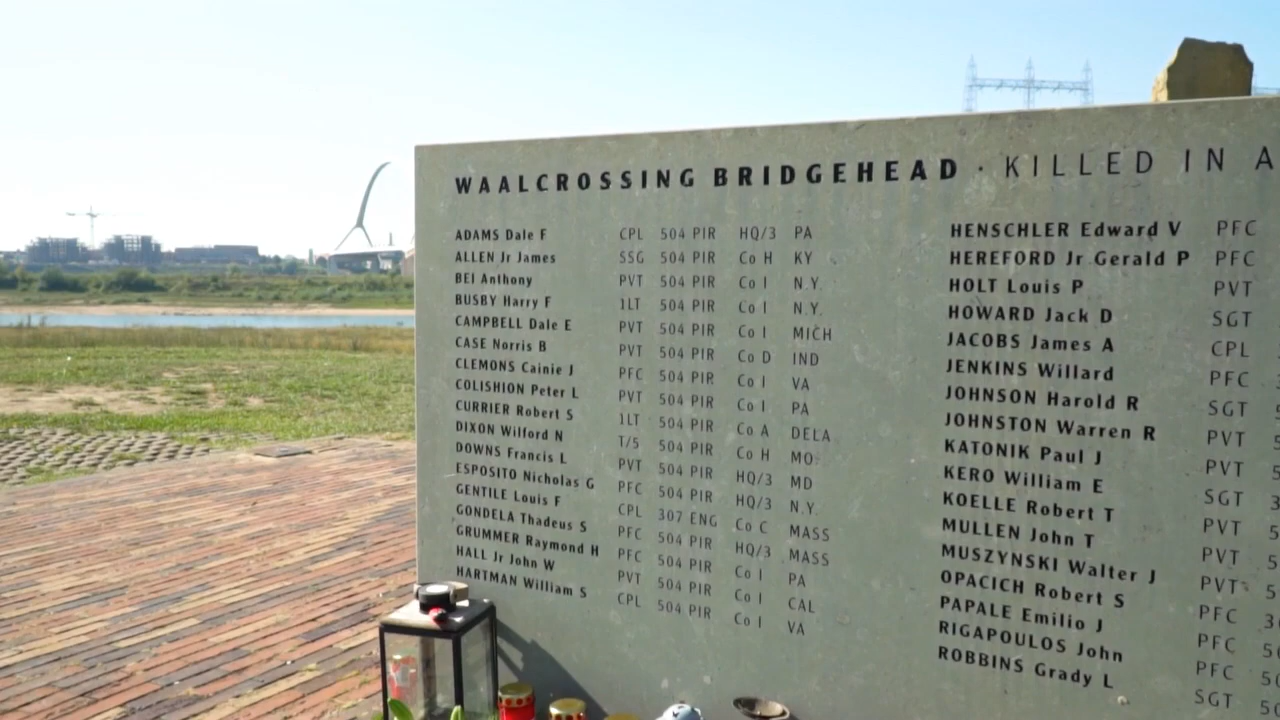 WAALCROSSING BRIDGEHEAD · KILLED IN
ADAMS Dale F CPL 504 PIR HQ/3 PA
ALLEN Jr James SSG 504 PIR Co H KY
BEI Anthony PVT 504 PIR Co I N.Y.
BUSBY Harry F 1LT 504 PIR Co I N.Y.
CAMPBELL Dale E PVT 504 PIR Co I MICH
CASE Norris B PVT 504 PIR Co D IND
CLEMONS Cainie J PFC 504 PIR Co I VA
COLISHION Peter L PVT 504 PIR Co I PA
CURRIER Robert S 1LT 504 PIR Co A DELA
DIXON Wilford N T/5 504 PIR Co H MO.
DOWNS Francis L PVT 504 PIR HQ/3 MD
ESPOSITO Nicholas G PFC 504 PIR HQ/3 N.Y.
GENTILE Louis F CPL 307 ENG Co C MASS
GONDELA Thadeus S PFC 504 PIR HQ/3 MASS
GRUMMER Raymond H PFC 504 PIR Co I PA
HALL Jr John W PVT 504 PIR Co I CAL
HARTMAN William S CPL 504 PIR Co I VA
HENSCHLER Edward V PFC
HEREFORD Jr Gerald P PFC
HOLT Louis P PVT
HOWARD Jack D SGT
JACOBS James A CPL
JENKINS Willard PFC
JOHNSON Harold R SGT
JOHNSTON Warren R PVT
KATONIK Paul J PVT
KERO William E SGT
KOELLE Robert T PVT
MULLEN John T PVT
MUSZYNSKI Walter J PVT
OPACICH Robert S PFC
PAPALE Emilio J PFC
RIGAPOULOS John PFC
ROBBINS Grady L SGT